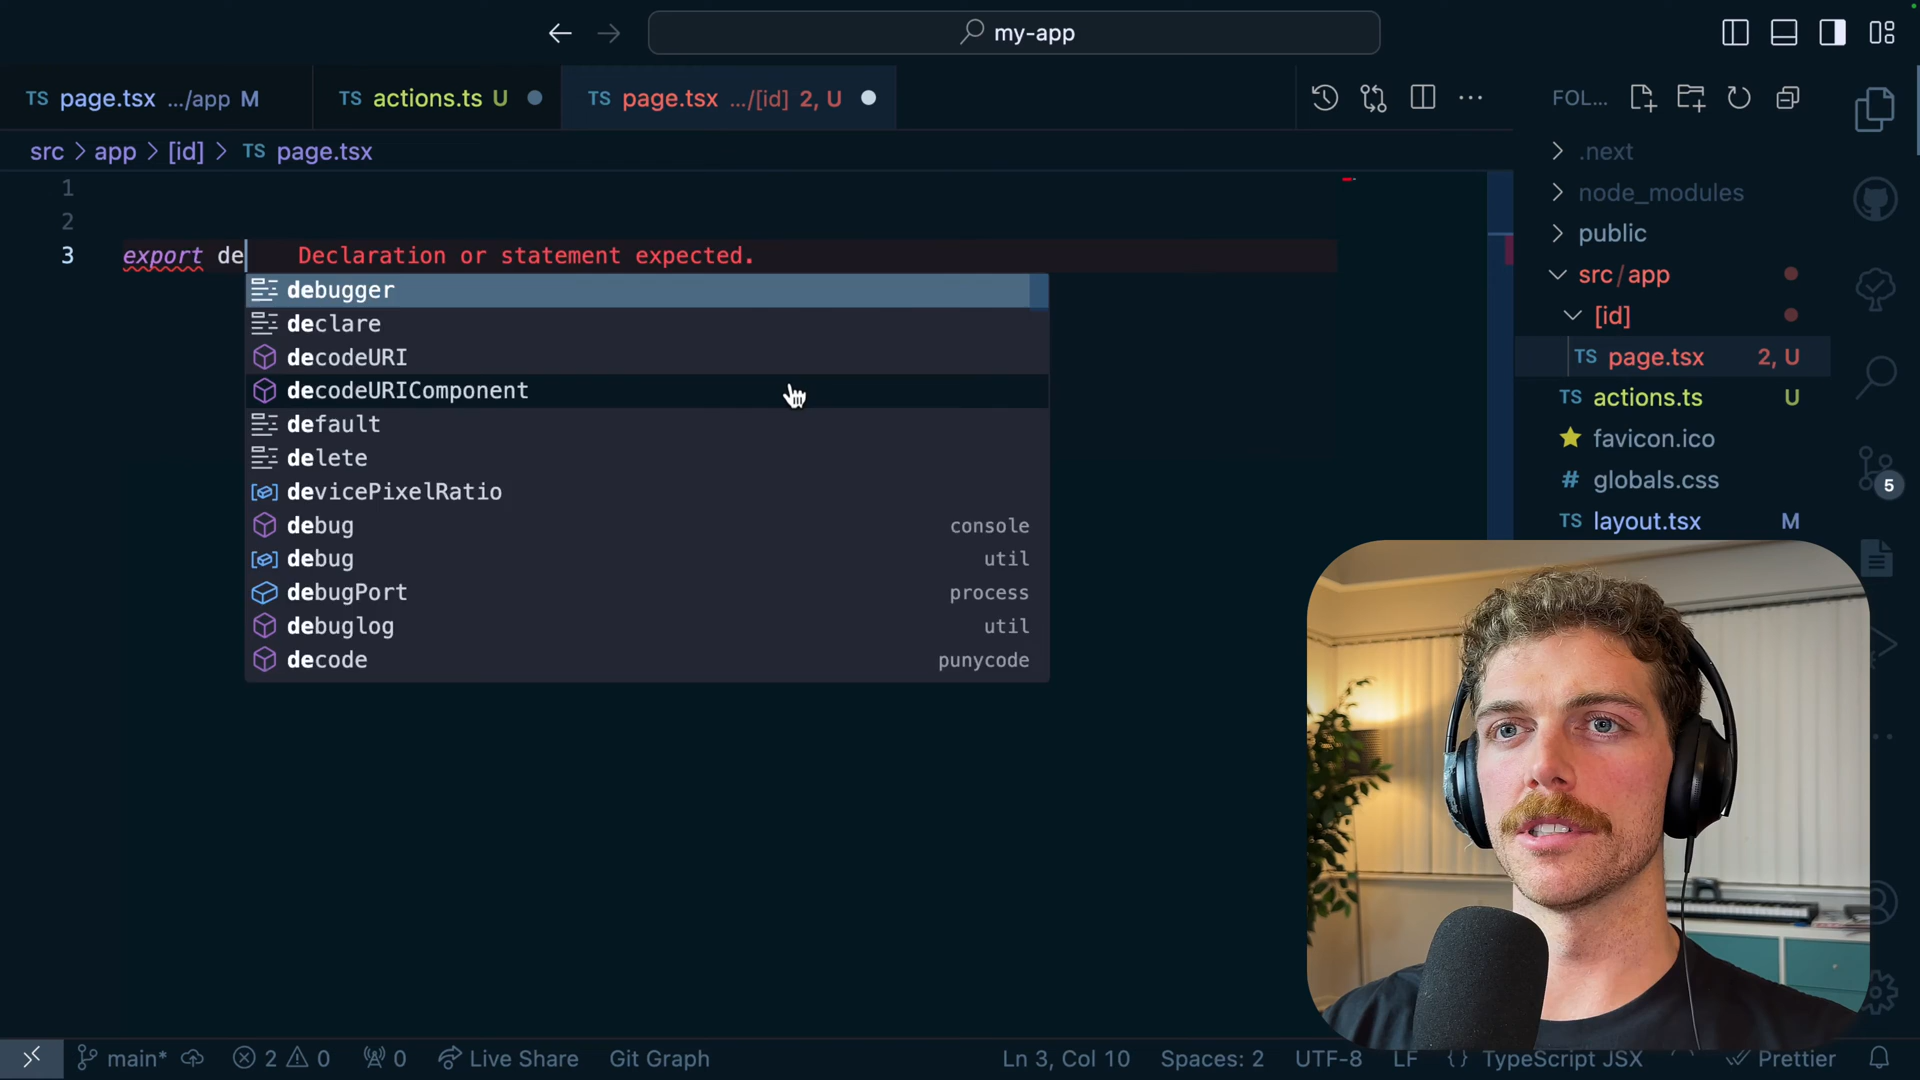 my-app
TS page.tsx .../app M
TS actions.ts U
TS page.tsx .../[id] 2, U
FOL...
src > app > [id] > TS page.tsx
1
2
3 export de Declaration or statement expected.
debugger
declare
decodeURI
decodeURIComponent
default
delete
devicePixelRatio
debug console
debug util
debugPort process
debuglog util
decode punycode
.next
node_modules
public
src/app
[id]
TS page.tsx 2, U
TS actions.ts U
favicon.ico
# globals.css
TS layout.tsx M
5
main* 2 0 0 Live Share Git Graph Ln 3, Col 10 Spaces: 2 UTF-8 LF {} TypeScript JSX Prettier